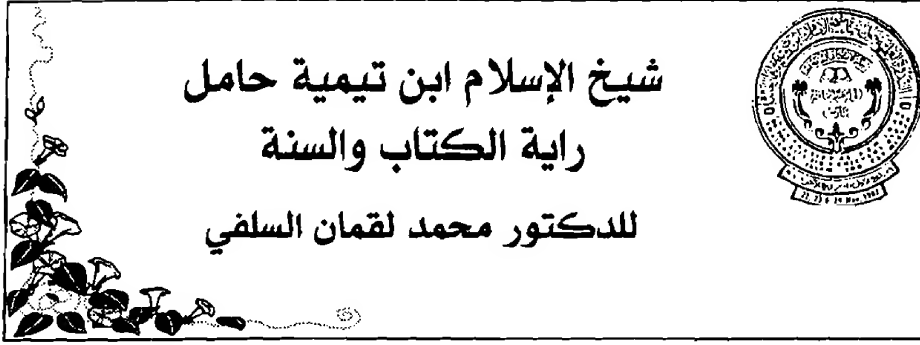 شيخ الإسلام ابن تيمية حامل
راية الكتاب والسنة
للدكتور محمد لقمان السلفي